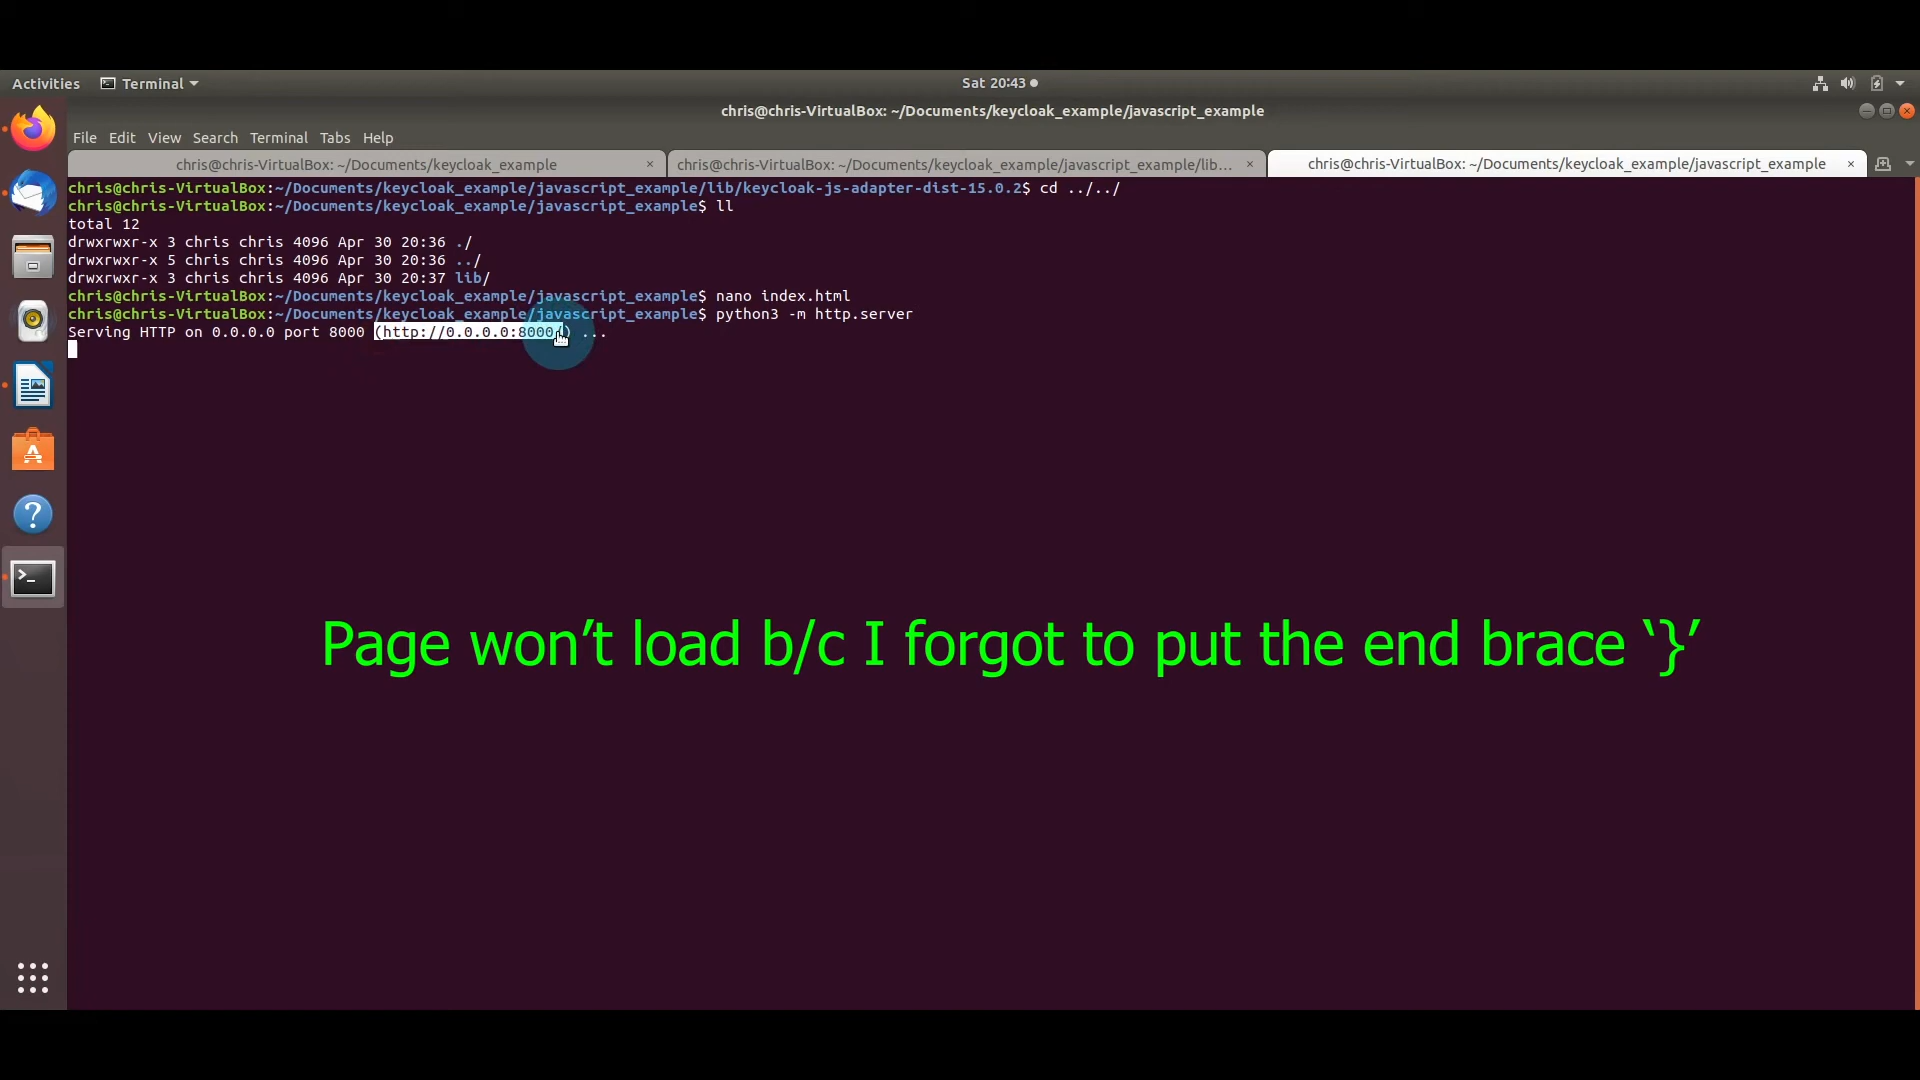 Activities Terminal Sat 20:43
chris@chris-VirtualBox: ~/Documents/keycloak_example/javascript_example
File Edit View Search Terminal Tabs Help
chris@chris-VirtualBox: ~/Documents/keycloak_example × chris@chris-VirtualBox: ~/Documents/keycloak_example/javascript_example/lib... × chris@chris-VirtualBox: ~/Documents/keycloak_example/javascript_example ×
chris@chris-VirtualBox:~/Documents/keycloak_example/javascript_example/lib/keycloak-js-adapter-dist-15.0.2$ cd ../../
chris@chris-VirtualBox:~/Documents/keycloak_example/javascript_example$ ll
total 12
drwxrwxr-x 3 chris chris 4096 Apr 30 20:36 ./
drwxrwxr-x 5 chris chris 4096 Apr 30 20:36 ../
drwxrwxr-x 3 chris chris 4096 Apr 30 20:37 lib/
chris@chris-VirtualBox:~/Documents/keycloak_example/javascript_example$ nano index.html
chris@chris-VirtualBox:~/Documents/keycloak_example/javascript_example$ python3 -m http.server
Serving HTTP on 0.0.0.0 port 8000 (http://0.0.0.0:8000/) ...
Page won’t load b/c I forgot to put the end brace ‘}’